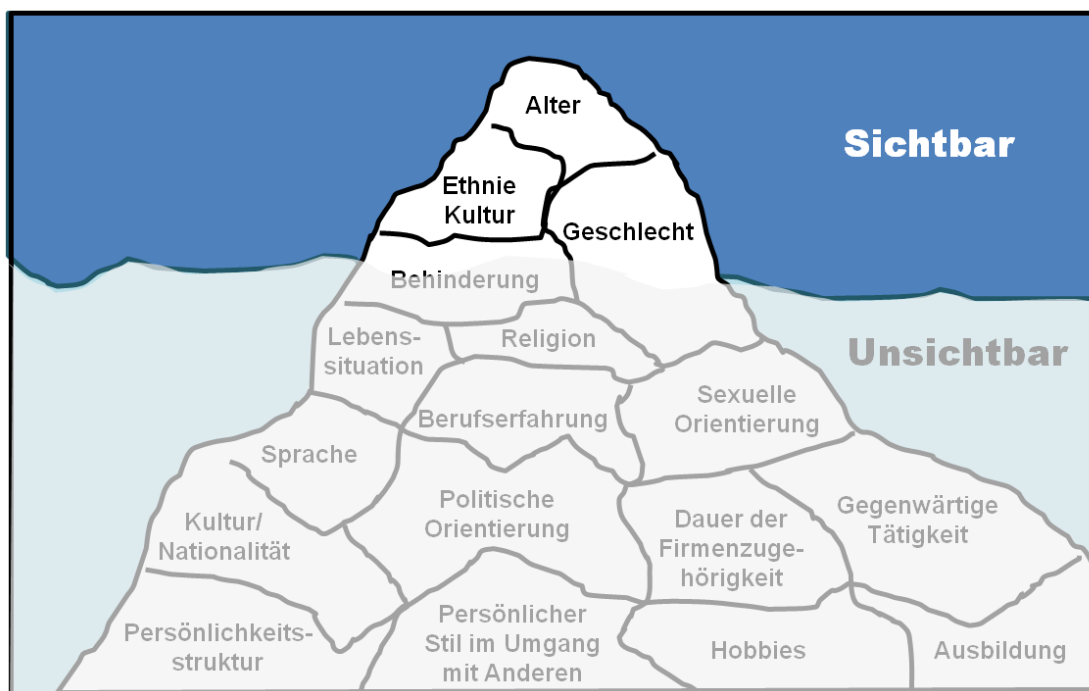 Alter
Sichtbar
Ethnie
Kultur
Geschlecht
Behinderung
Lebens-
situation
Religion
Unsichtbar
Berufserfahrung
Sexuelle
Orientierung
Sprache
Kultur/
Nationalität
Politische
Orientierung
Dauer der
Firmenzuge-
hörigkeit
Gegenwärtige
Tätigkeit
Persönlichkeits-
struktur
Persönlicher
Stil im Umgang
mit Anderen
Hobbies
Ausbildung